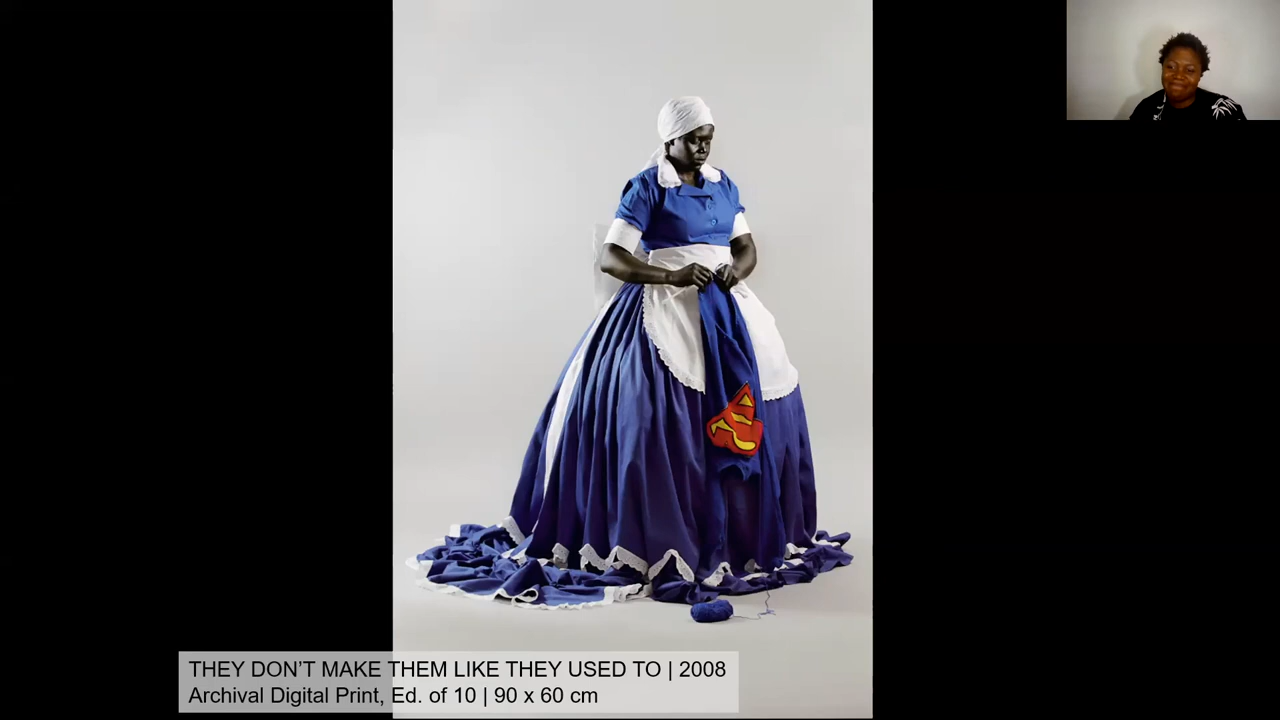 THEY DON'T MAKE THEM LIKE THEY USED TO | 2008
Archival Digital Print, Ed. of 10 | 90 x 60 cm